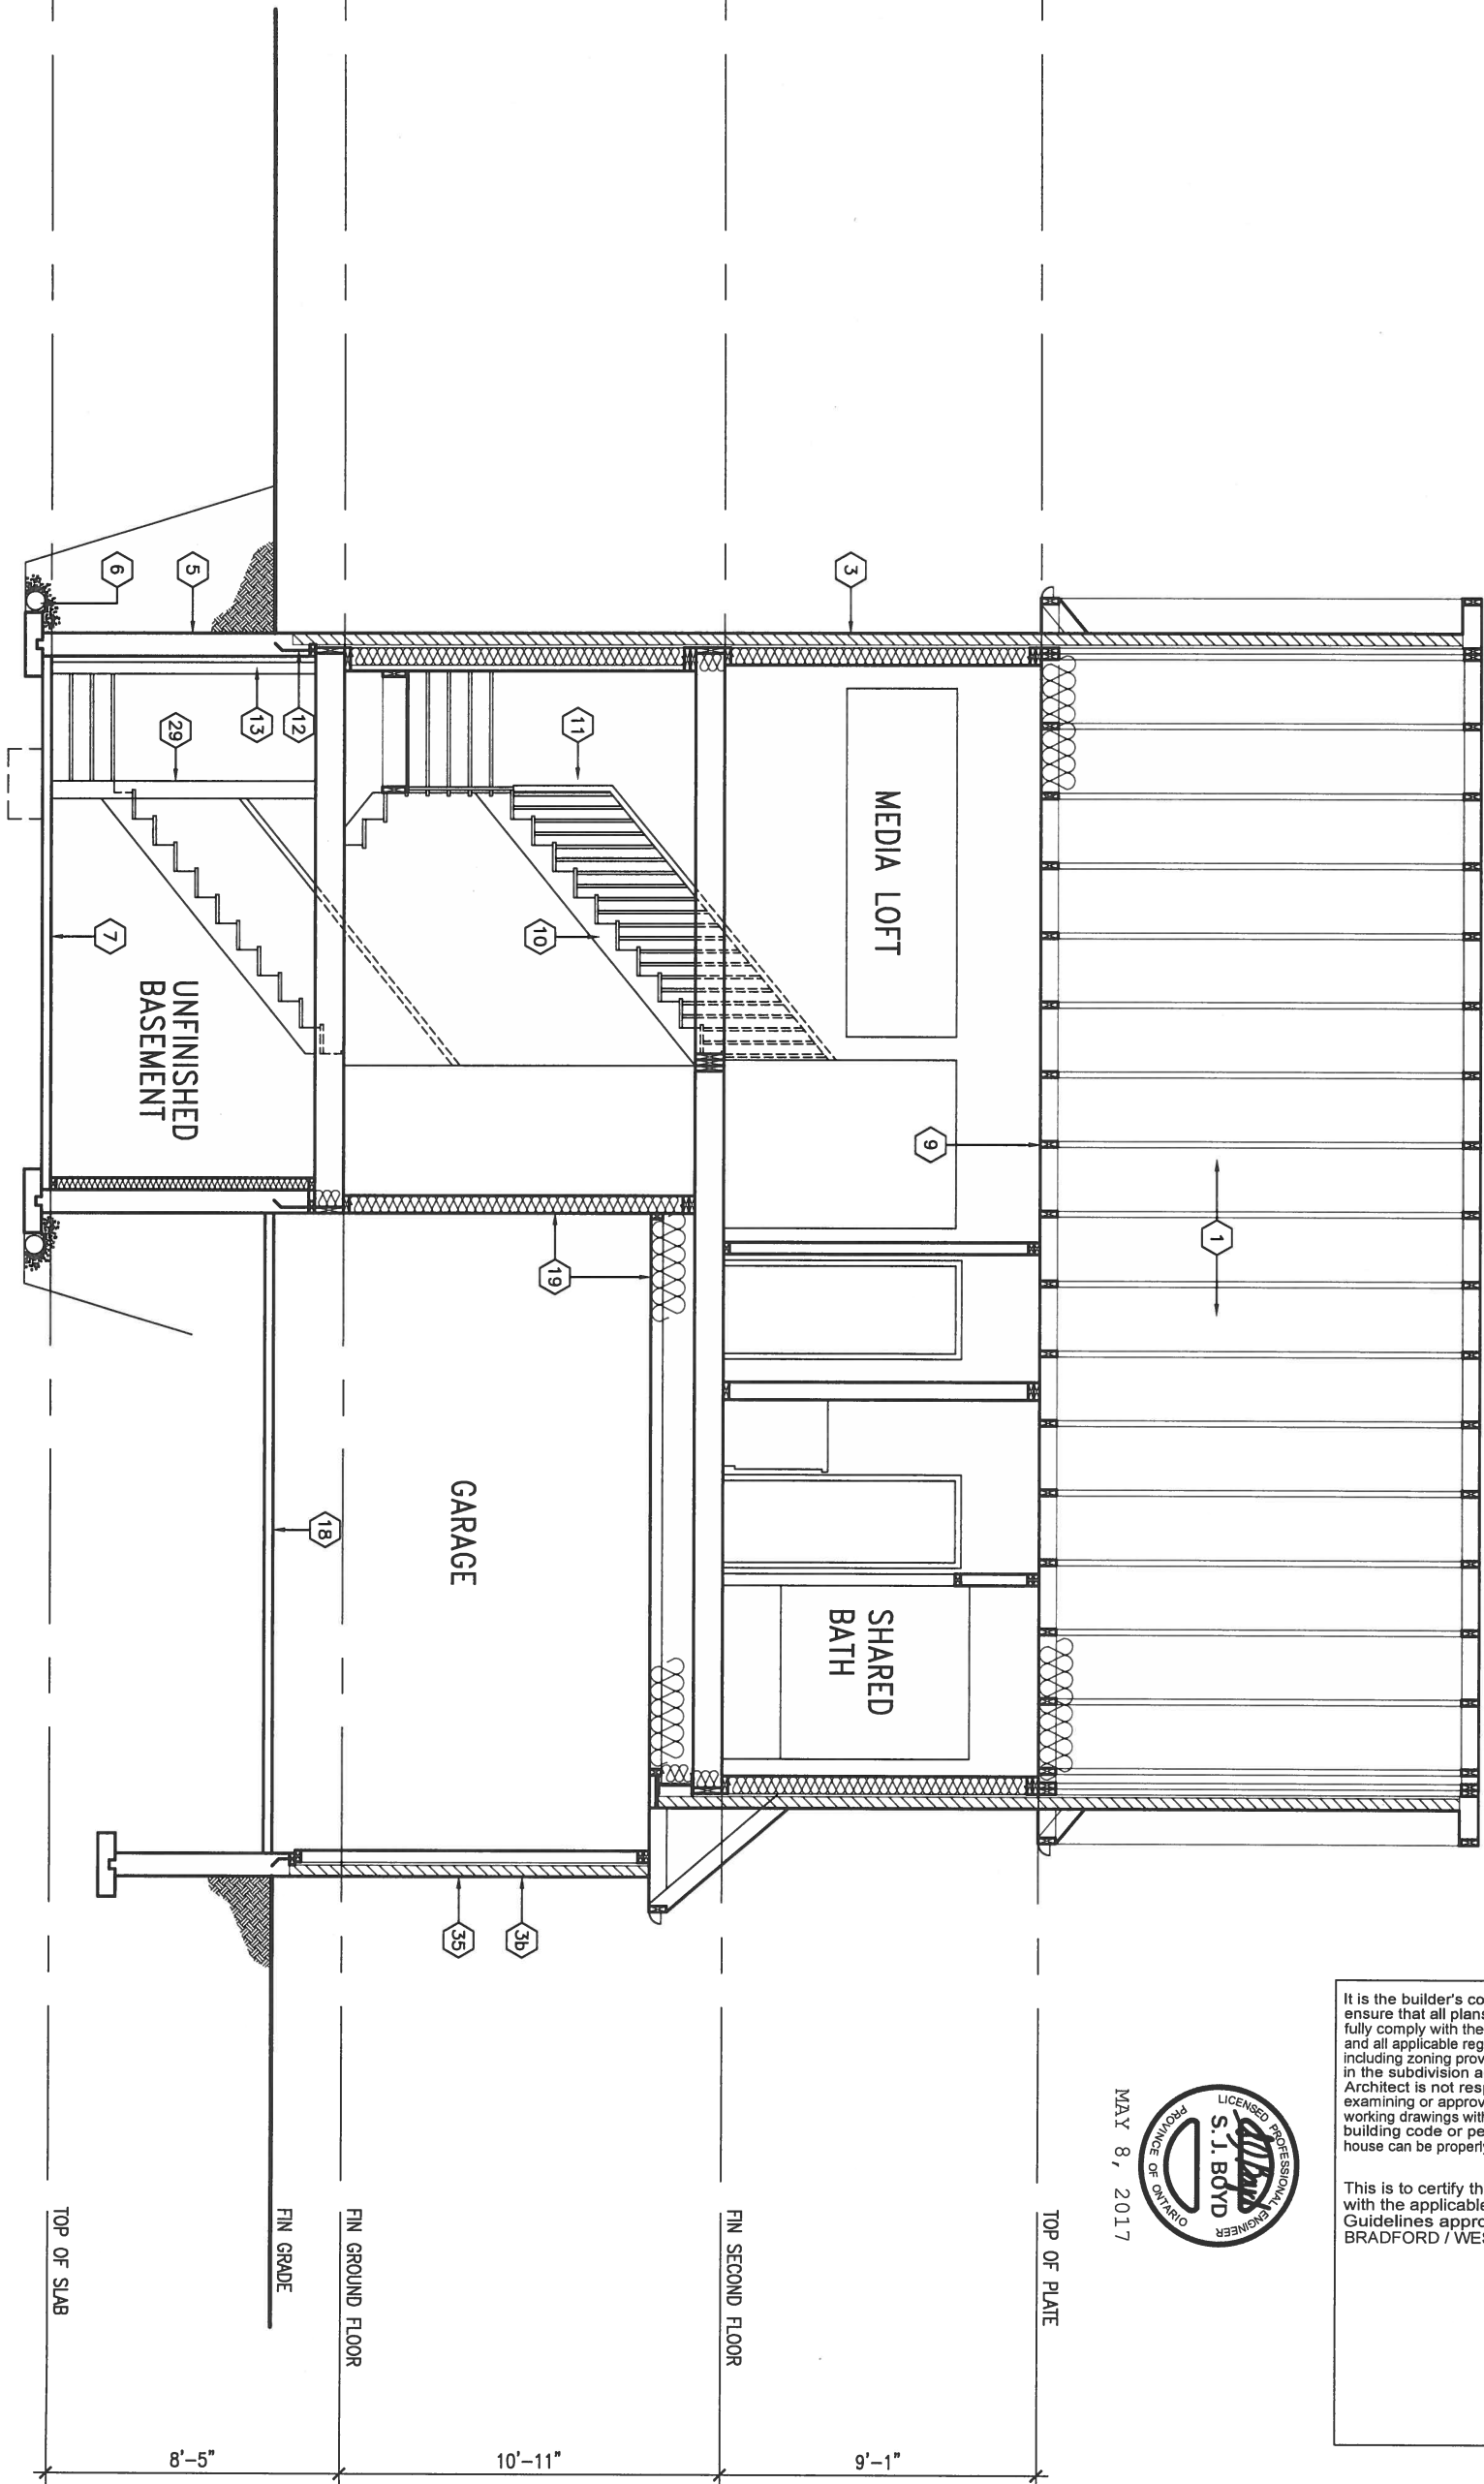 1
9
3
MEDIA LOFT
SHARED
BATH
11
10
19
GARAGE
3b
35
12
13
29
5
6
7
18
UNFINISHED
BASEMENT
TOP OF PLATE
FIN SECOND FLOOR
FIN GROUND FLOOR
FIN GRADE
TOP OF SLAB
9'-1"
10'-11"
8'-5"
LICENSED PROFESSIONAL ENGINEER
S. J. BOYD
PROVINCE OF ONTARIO
MAY 8, 2017
It is the builder's co
ensure that all plans
fully comply with the
and all applicable reg
including zoning prov
in the subdivision a
Architect is not resp
examining or approv
working drawings with
building code or pe
house can be properl
This is to certify th
with the applicable
Guidelines appro
BRADFORD / WES